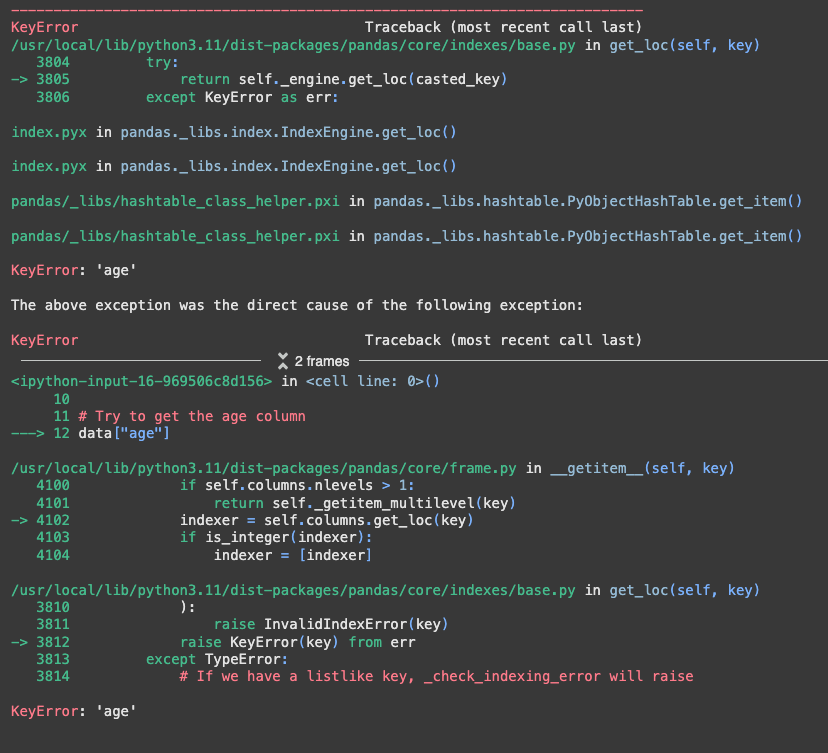 ---------------------------------------------------------------------------
KeyError                                  Traceback (most recent call last)
/usr/local/lib/python3.11/dist-packages/pandas/core/indexes/base.py in get_loc(self, key)
   3804         try:
-> 3805             return self._engine.get_loc(casted_key)
   3806         except KeyError as err:
index.pyx in pandas._libs.index.IndexEngine.get_loc()
index.pyx in pandas._libs.index.IndexEngine.get_loc()
pandas/_libs/hashtable_class_helper.pxi in pandas._libs.hashtable.PyObjectHashTable.get_item()
pandas/_libs/hashtable_class_helper.pxi in pandas._libs.hashtable.PyObjectHashTable.get_item()
KeyError: 'age'
The above exception was the direct cause of the following exception:
KeyError                                  Traceback (most recent call last)
2 frames
<ipython-input-16-969506c8d156> in <cell line: 0>()
     10
     11 # Try to get the age column
---> 12 data["age"]
/usr/local/lib/python3.11/dist-packages/pandas/core/frame.py in __getitem__(self, key)
   4100             if self.columns.nlevels > 1:
   4101                 return self._getitem_multilevel(key)
-> 4102             indexer = self.columns.get_loc(key)
   4103             if is_integer(indexer):
   4104                 indexer = [indexer]
/usr/local/lib/python3.11/dist-packages/pandas/core/indexes/base.py in get_loc(self, key)
   3810             ):
   3811                 raise InvalidIndexError(key)
-> 3812             raise KeyError(key) from err
   3813         except TypeError:
   3814             # If we have a listlike key, _check_indexing_error will raise
KeyError: 'age'